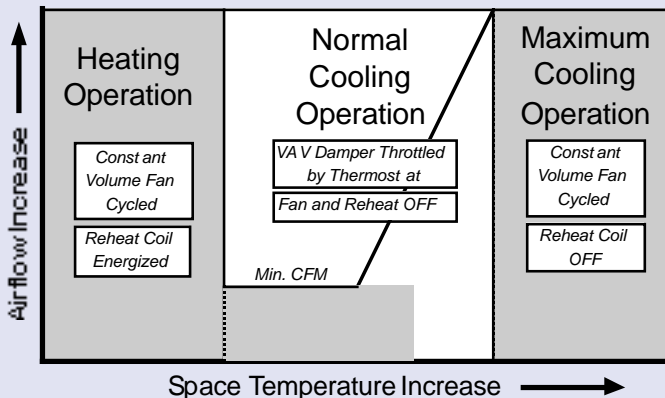 Heating
Operation
Const ant
Volume Fan
Cycled
Reheat Coil
Energized
Normal
Cooling
Operation
VA V Damper Throttled
by Thermost at
Fan and Reheat OFF
Min. CFM
Maximum
Cooling
Operation
Const ant
Volume Fan
Cycled
Reheat Coil
OFF
Airflow Increase
Space Temperature Increase